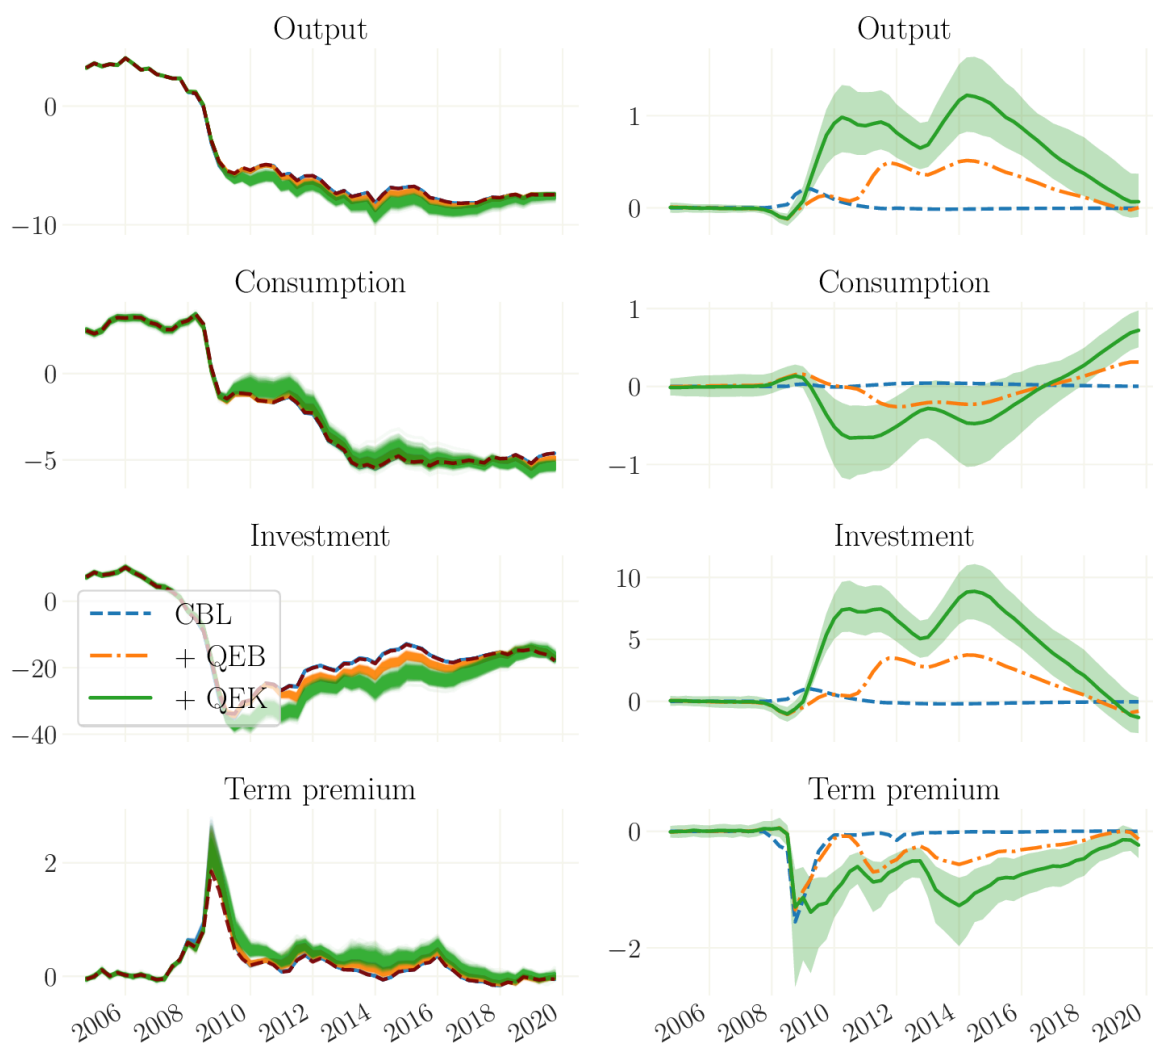 Output
Output
0
−10
1
0
Consumption
Consumption
0
−5
1
0
−1
Investment
Investment
0
−20
−40
CBL
+ QEB
+ QEK
10
5
0
Term premium
Term premium
2
0
0
−2
2006 2008 2010 2012 2014 2016 2018 2020
2006 2008 2010 2012 2014 2016 2018 2020